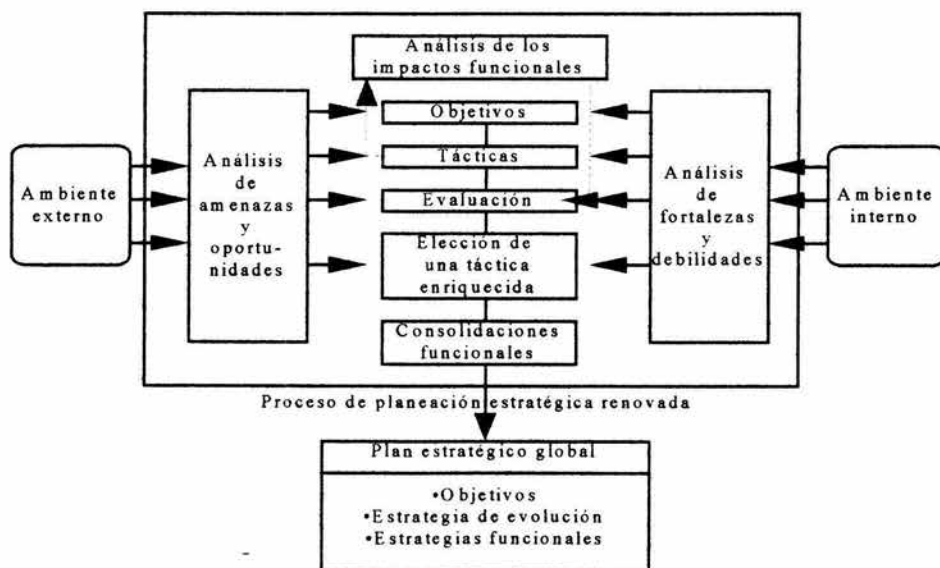 Análisis de los
impactos funcionales
Objetivos
Tácticas
Evaluación
Elección de
una táctica
enriquecida
Consolidaciones
funcionales
Ambiente
externo
Análisis
de
amenazas
y
oportu-
nidades
Análisis
de
fortalezas
y
debilidades
Ambiente
interno
Proceso de planeación estratégica renovada
Plan estratégico global
•Objetivos
•Estrategia de evolución
•Estrategias funcionales